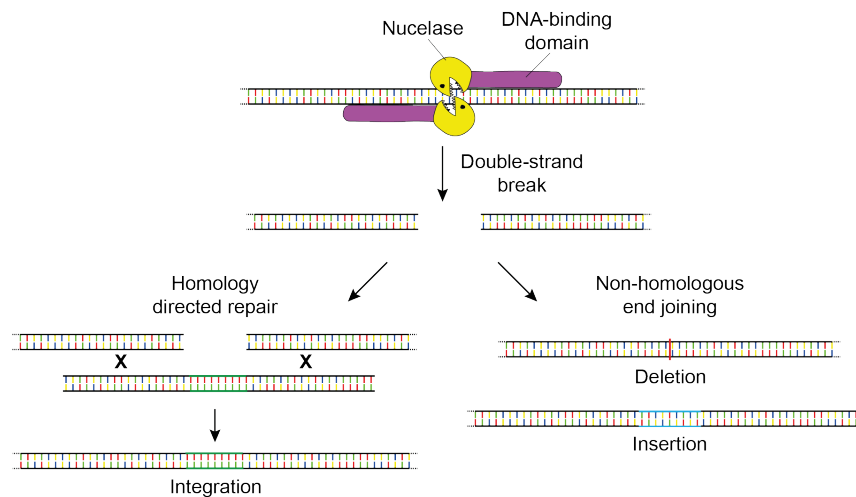 Nucelase
DNA-binding
domain
Double-strand
break
Homology
directed repair
Non-homologous
end joining
X
X
Deletion
Insertion
Integration